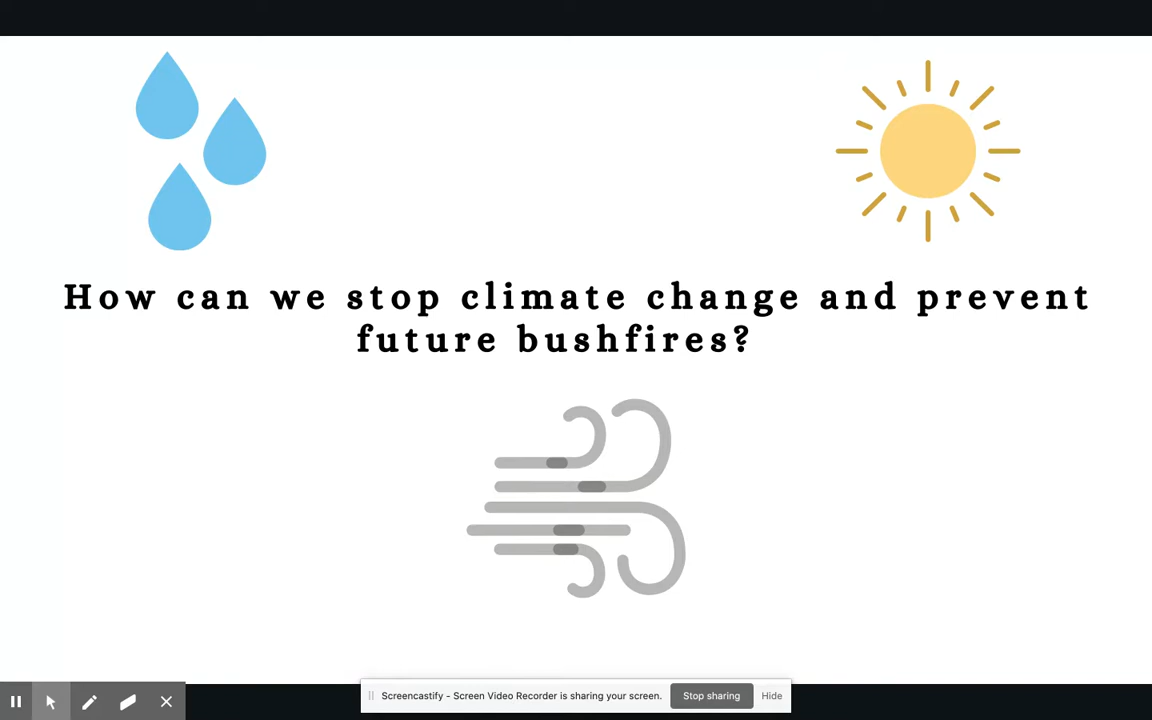 How can we stop climate change and prevent
future bushfires?
Screencastify - Screen Video Recorder is sharing your screen. Stop sharing Hide